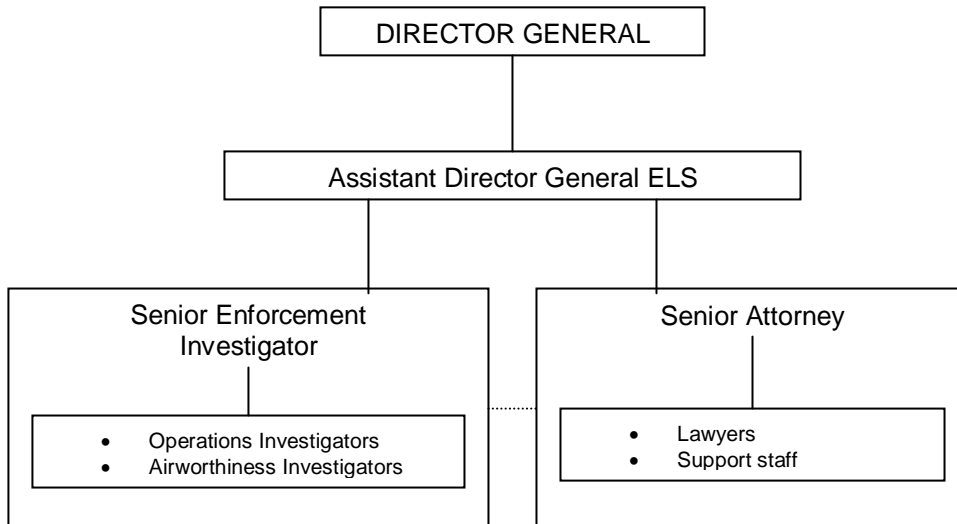 DIRECTOR GENERAL
Assistant Director General ELS
Senior Enforcement
Investigator
• Operations Investigators
• Airworthiness Investigators
Senior Attorney
• Lawyers
• Support staff